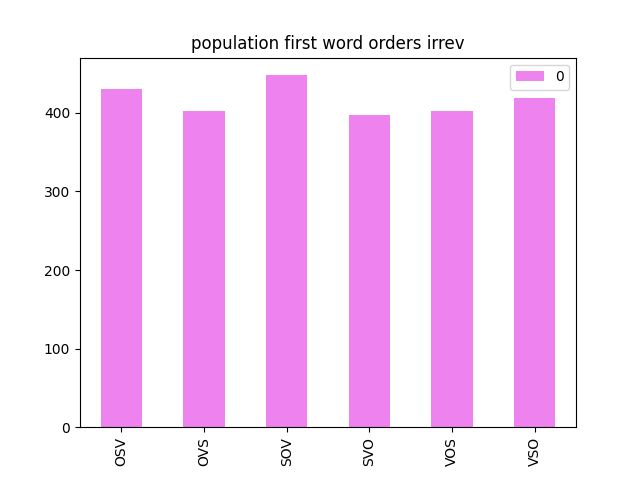 population first word orders irrev
0
400
300
200
100
0
OSV
OVS
SOV
SVO
VOS
VSO